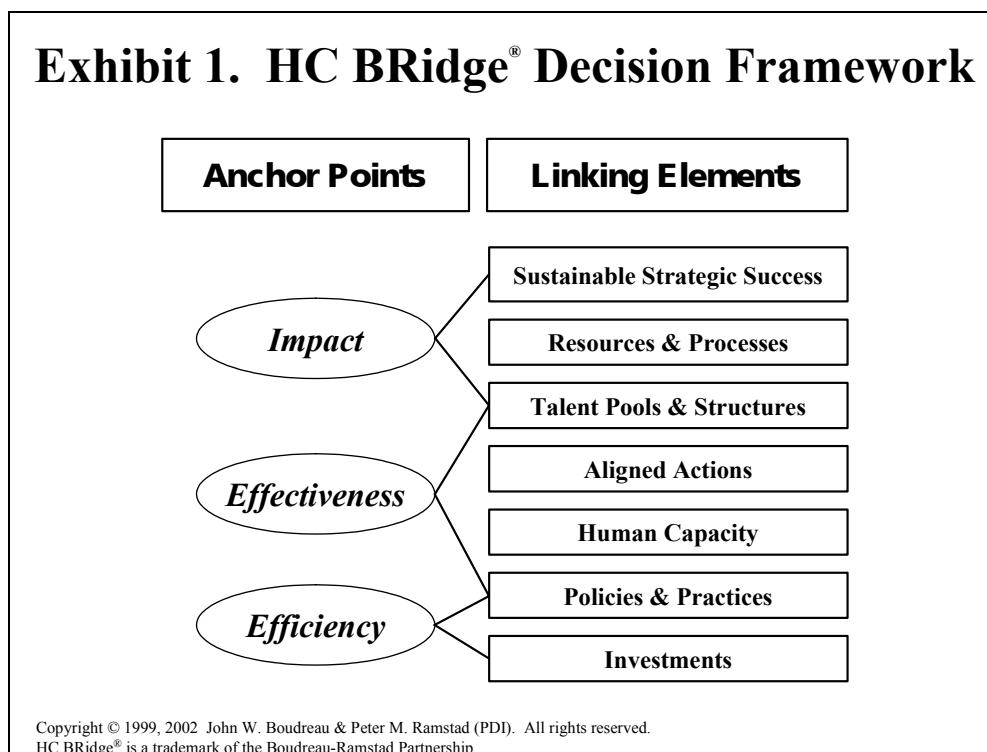 Exhibit 1. HC BRidge® Decision Framework
Anchor Points
Linking Elements
Sustainable Strategic Success
Impact
Resources & Processes
Talent Pools & Structures
Aligned Actions
Effectiveness
Human Capacity
Policies & Practices
Efficiency
Investments
Copyright © 1999, 2002 John W. Boudreau & Peter M. Ramstad (PDI). All rights reserved.
HC BRidge® is a trademark of the Boudreau-Ramstad Partnership